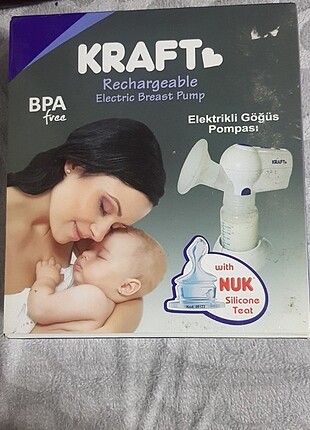 KRAFT
Rechargeable
Electric Breast Pump
BPA
free
Elektrikli Göğüs
Pompası
KRAFT
with
NUK
Silicone
Teat